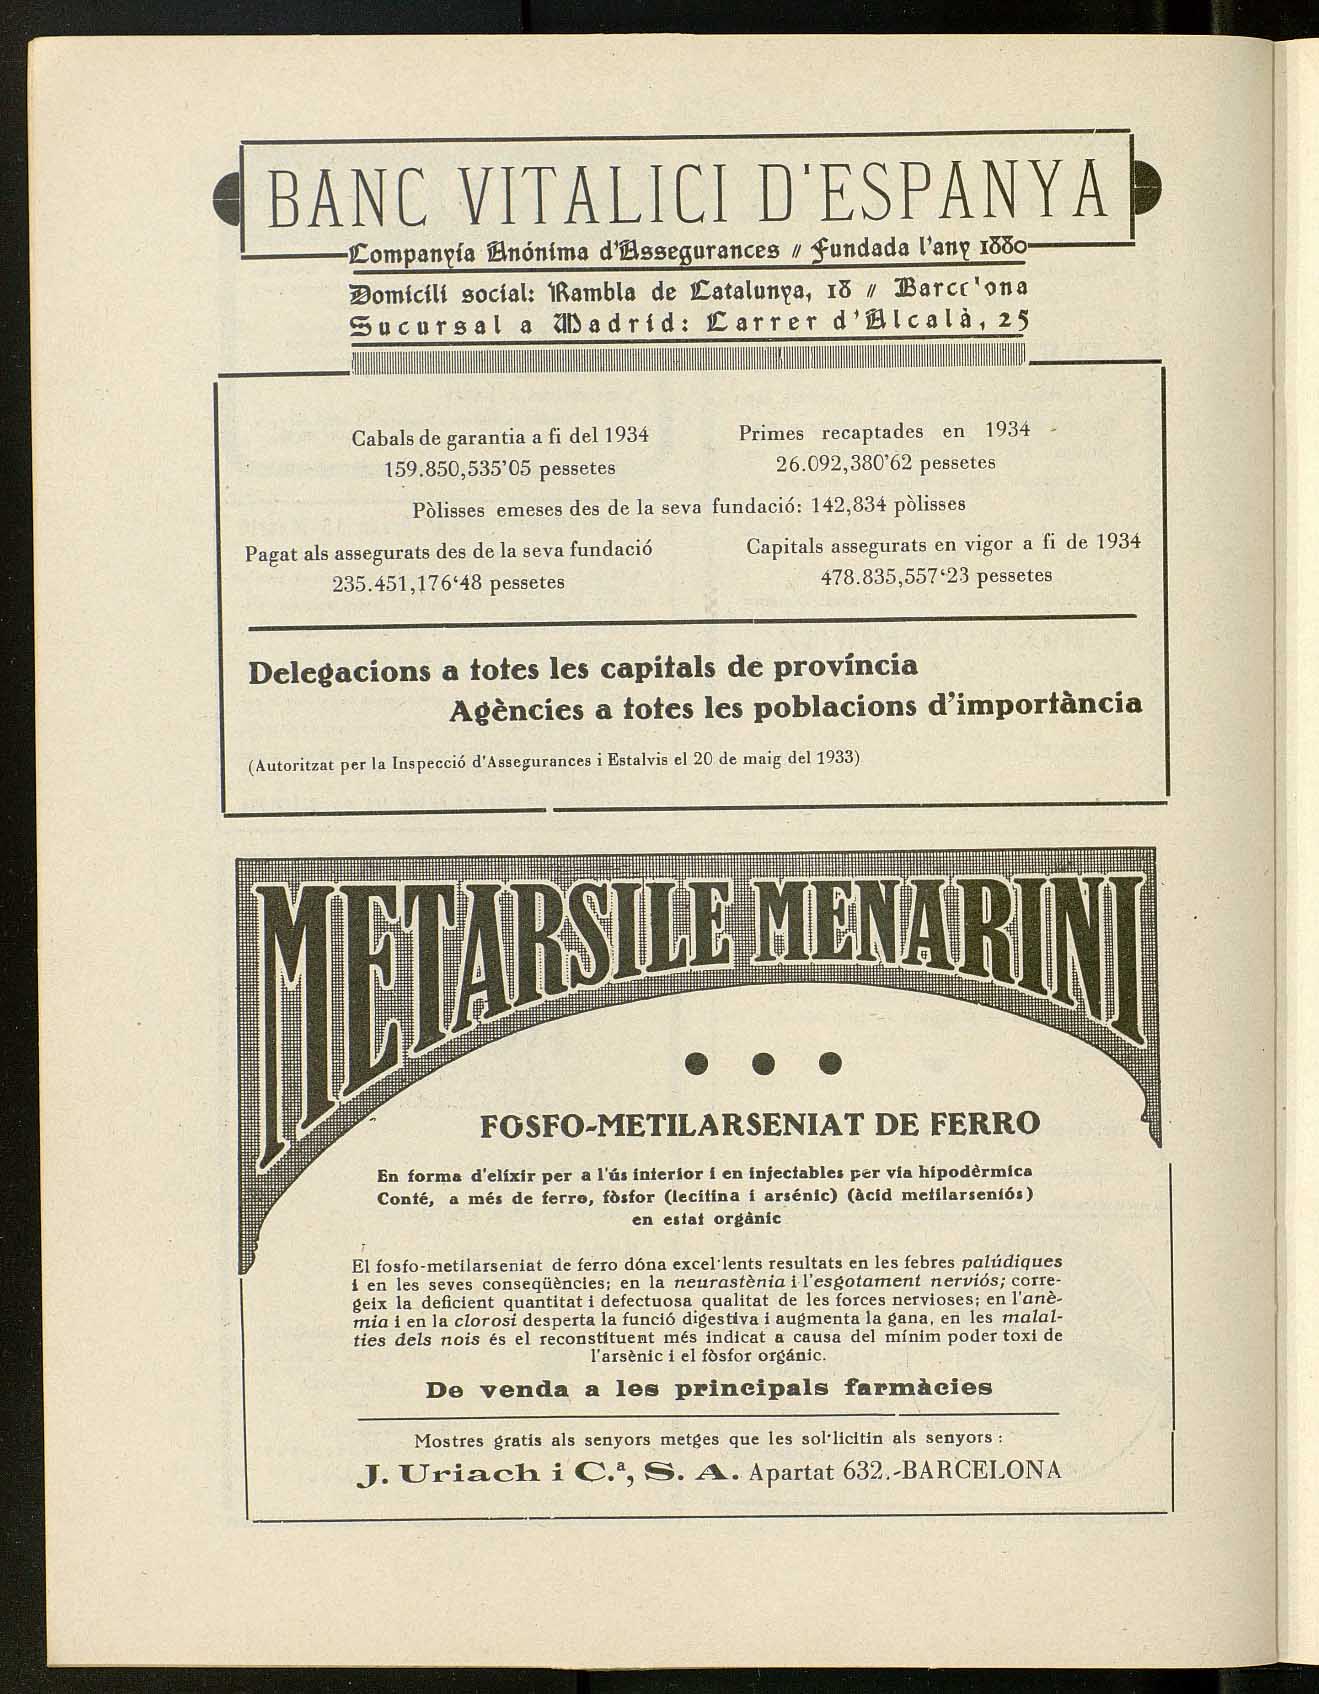 BANC VITALICI D'ESPANYA
Companyía Anónima d'Assegurances // Fundada l'any 1880
Domicili social: Rambla de Catalunya, 18 // Barce'ona
Sucursal a Madrid: Carrer d'Alcalà, 25
Cabals de garantia a fi del 1934
159.850,535'05 pessetes
Primes recaptades en 1934
26.092,380'62 pessetes
Pòlisses emeses des de la seva fundació: 142,834 pòlisses
Pagat als assegurats des de la seva fundació
235.451,176‘48 pessetes
Capitals assegurats en vigor a fi de 1934
478.835,557‘23 pessetes
Delegacions a totes les capitals de província
Agències a totes les poblacions d'importància
(Autoritzat per la Inspecció d'Assegurances i Estalvis el 20 de maig del 1933)
METARSILE MENARINI
FOSFO-METILARSENIAT DE FERRO
En forma d'elíxir per a l'ús interior i en injectables per via hipodèrmica
Conté, a més de ferro, fòsfor (lecitina i arsénic) (àcid metilarseniós)
en estat orgànic
El fosfo-metilarseniat de ferro dóna excel·lents resultats en les febres palúdiques
i en les seves conseqüències; en la neurastènia i l'esgotament nerviós; corre-
geix la deficient quantitat i defectuosa qualitat de les forces nervioses; en l'anè-
mia i en la clorosi desperta la funció digestiva i augmenta la gana, en les malal-
ties dels nois és el reconstituent més indicat a causa del mínim poder toxi de
l'arsènic i el fòsfor orgánic.
De venda a les principals farmàcies
Mostres gratis als senyors metges que les sol·licitin als senyors :
J. Uriach i C.ª, S. A. Apartat 632.-BARCELONA